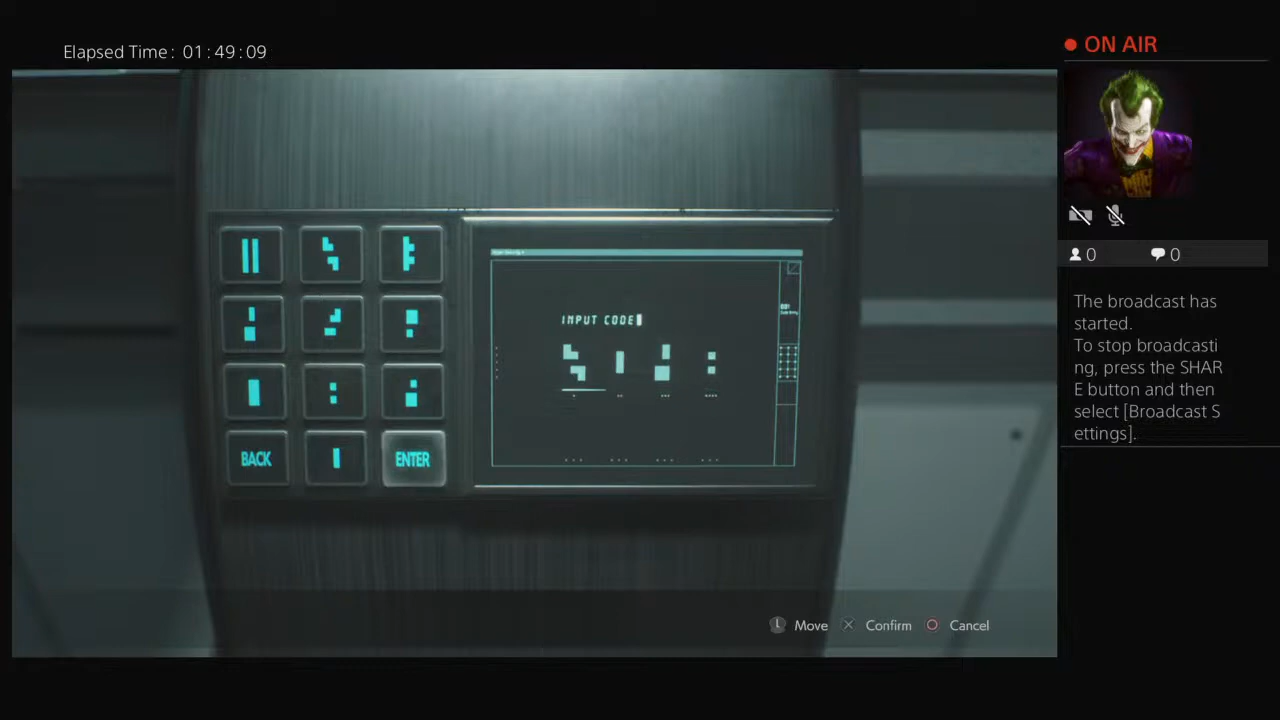 Elapsed Time: 01:49:09
ON AIR
0
0
The broadcast has
started.
To stop broadcasti
ng, press the SHAR
E button and then
select [Broadcast S
ettings].
INPUT CODE
BACK
ENTER
L Move
Confirm
Cancel